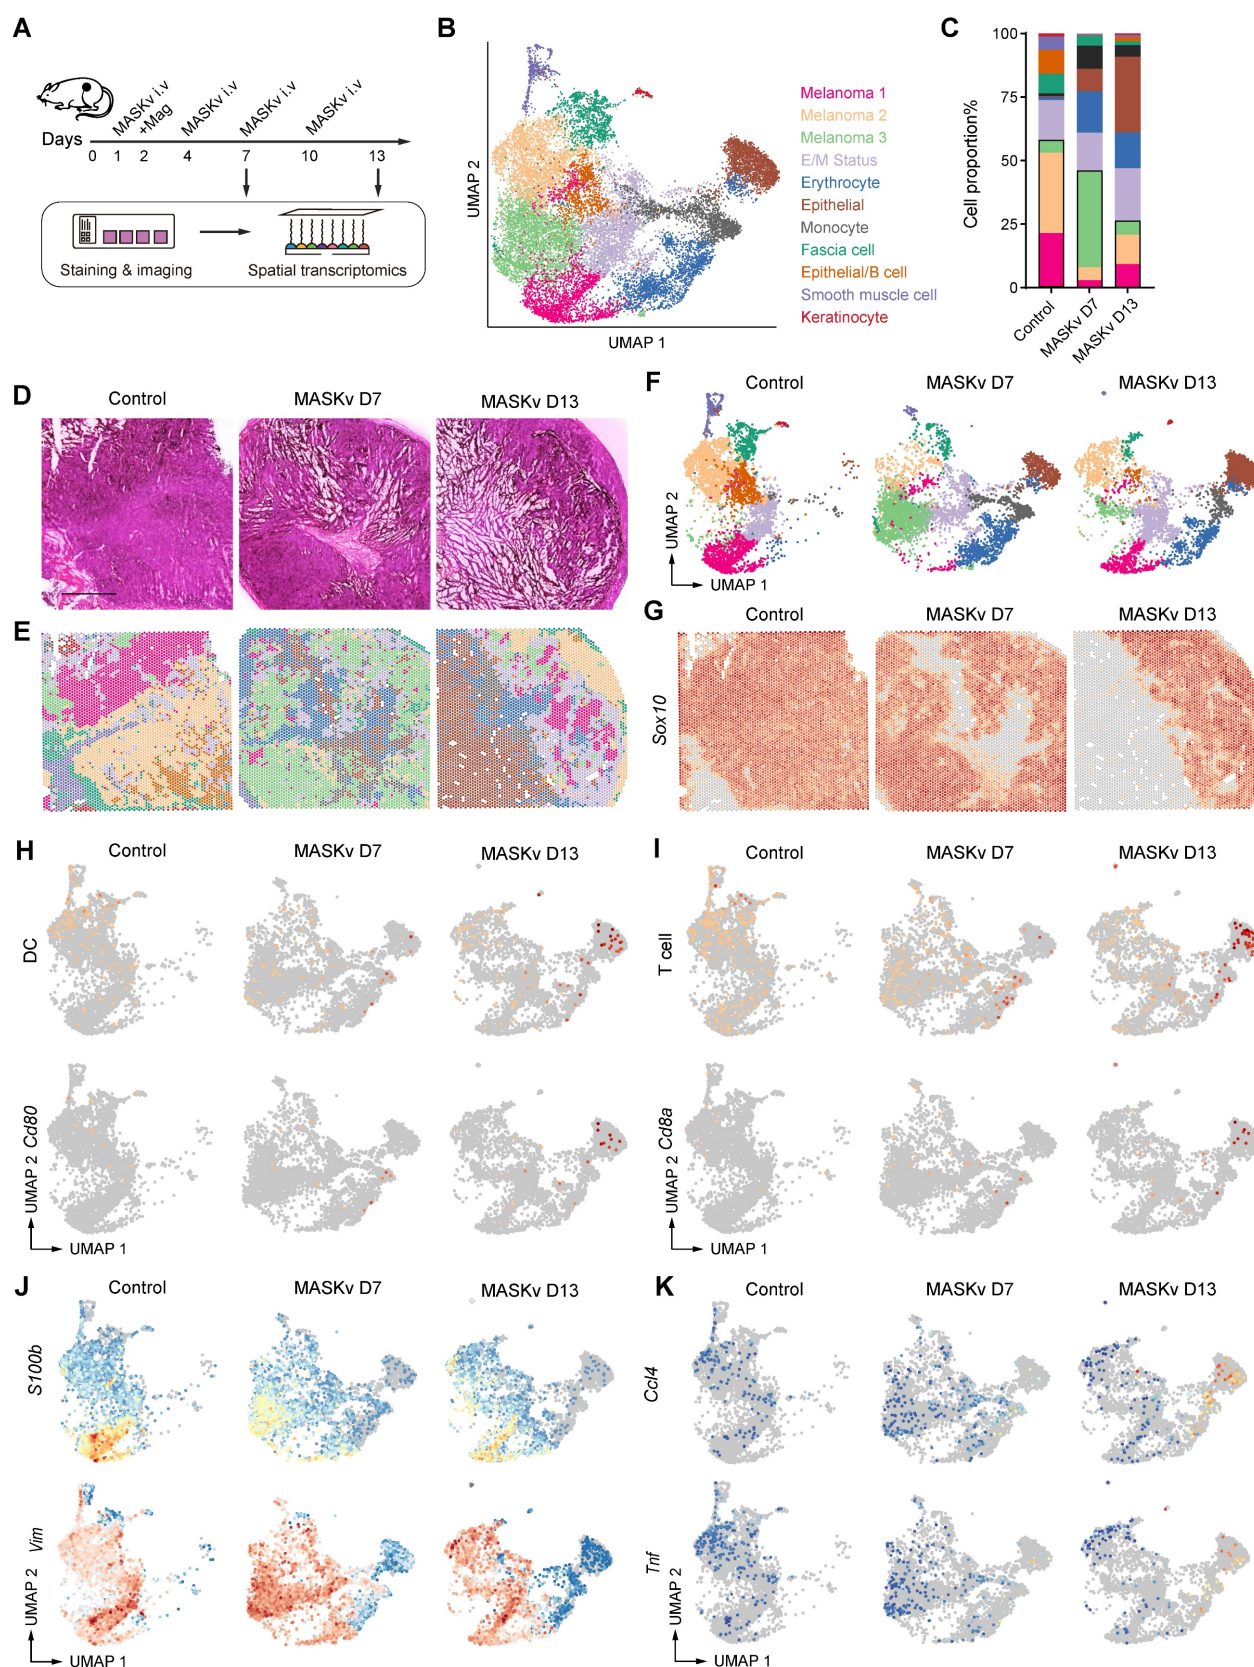 A
MASKv i.v
+Mag
MASKv i.v
MASKv i.v
MASKv i.v
Days
0 1 2 4 7 10 13
Staining & imaging
Spatial transcriptomics
B
UMAP 2
UMAP 1
Melanoma 1
Melanoma 2
Melanoma 3
E/M Status
Erythrocyte
Epithelial
Monocyte
Fascia cell
Epithelial/B cell
Smooth muscle cell
Keratinocyte
C
Cell proportion%
100
75
50
25
0
Control
MASKv D7
MASKv D13
D
Control
MASKv D7
MASKv D13
E
F
Control
MASKv D7
MASKv D13
UMAP 2
UMAP 1
G
Sox10
H
Control
MASKv D7
MASKv D13
DC
Cd80
UMAP 2
UMAP 1
I
Control
MASKv D7
MASKv D13
T cell
Cd8a
UMAP 2
UMAP 1
J
Control
MASKv D7
MASKv D13
S100b
Vim
UMAP 2
UMAP 1
K
Control
MASKv D7
MASKv D13
Ccl4
Tnf
UMAP 2
UMAP 1